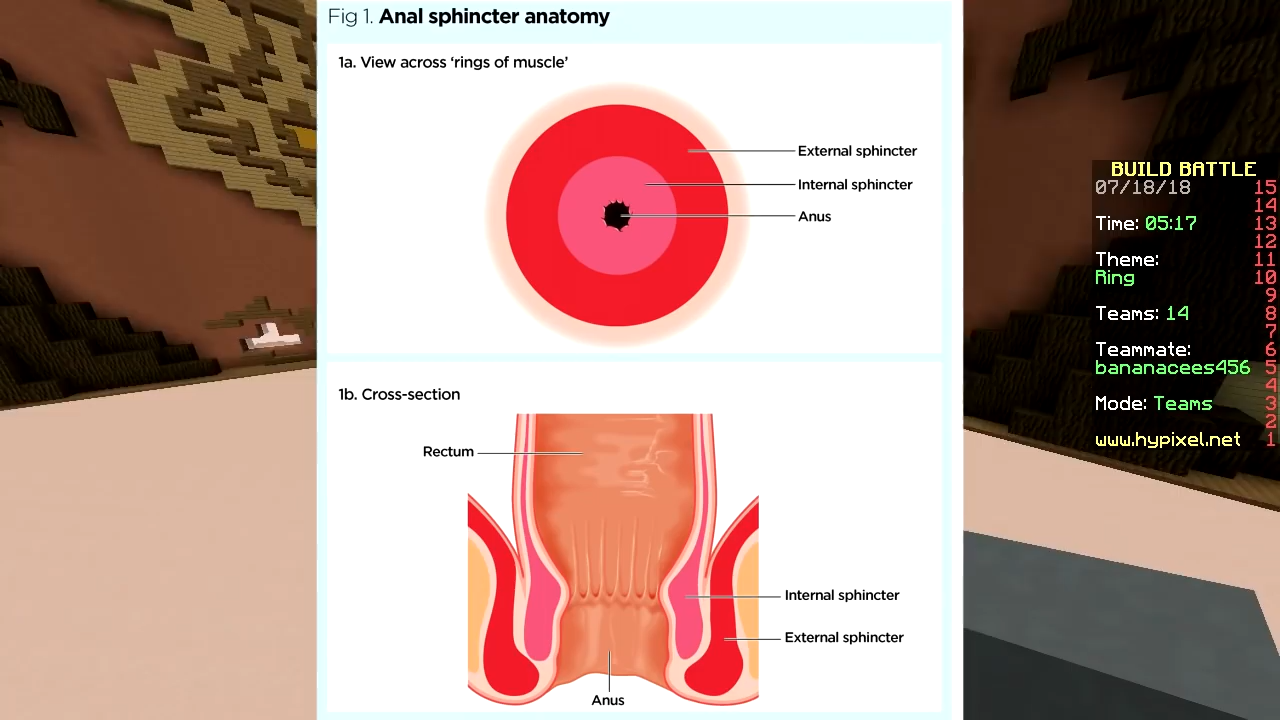 Fig 1. Anal sphincter anatomy
1a. View across ‘rings of muscle’
External sphincter
Internal sphincter
Anus
1b. Cross-section
Rectum
Internal sphincter
External sphincter
Anus
BUILD BATTLE
07/18/18 15
14
Time: 05:17 13
12
Theme: 11
Ring 10
9
Teams: 14 8
7
Teammate: 6
bananacees456 5
4
Mode: Teams 3
2
www.hypixel.net 1